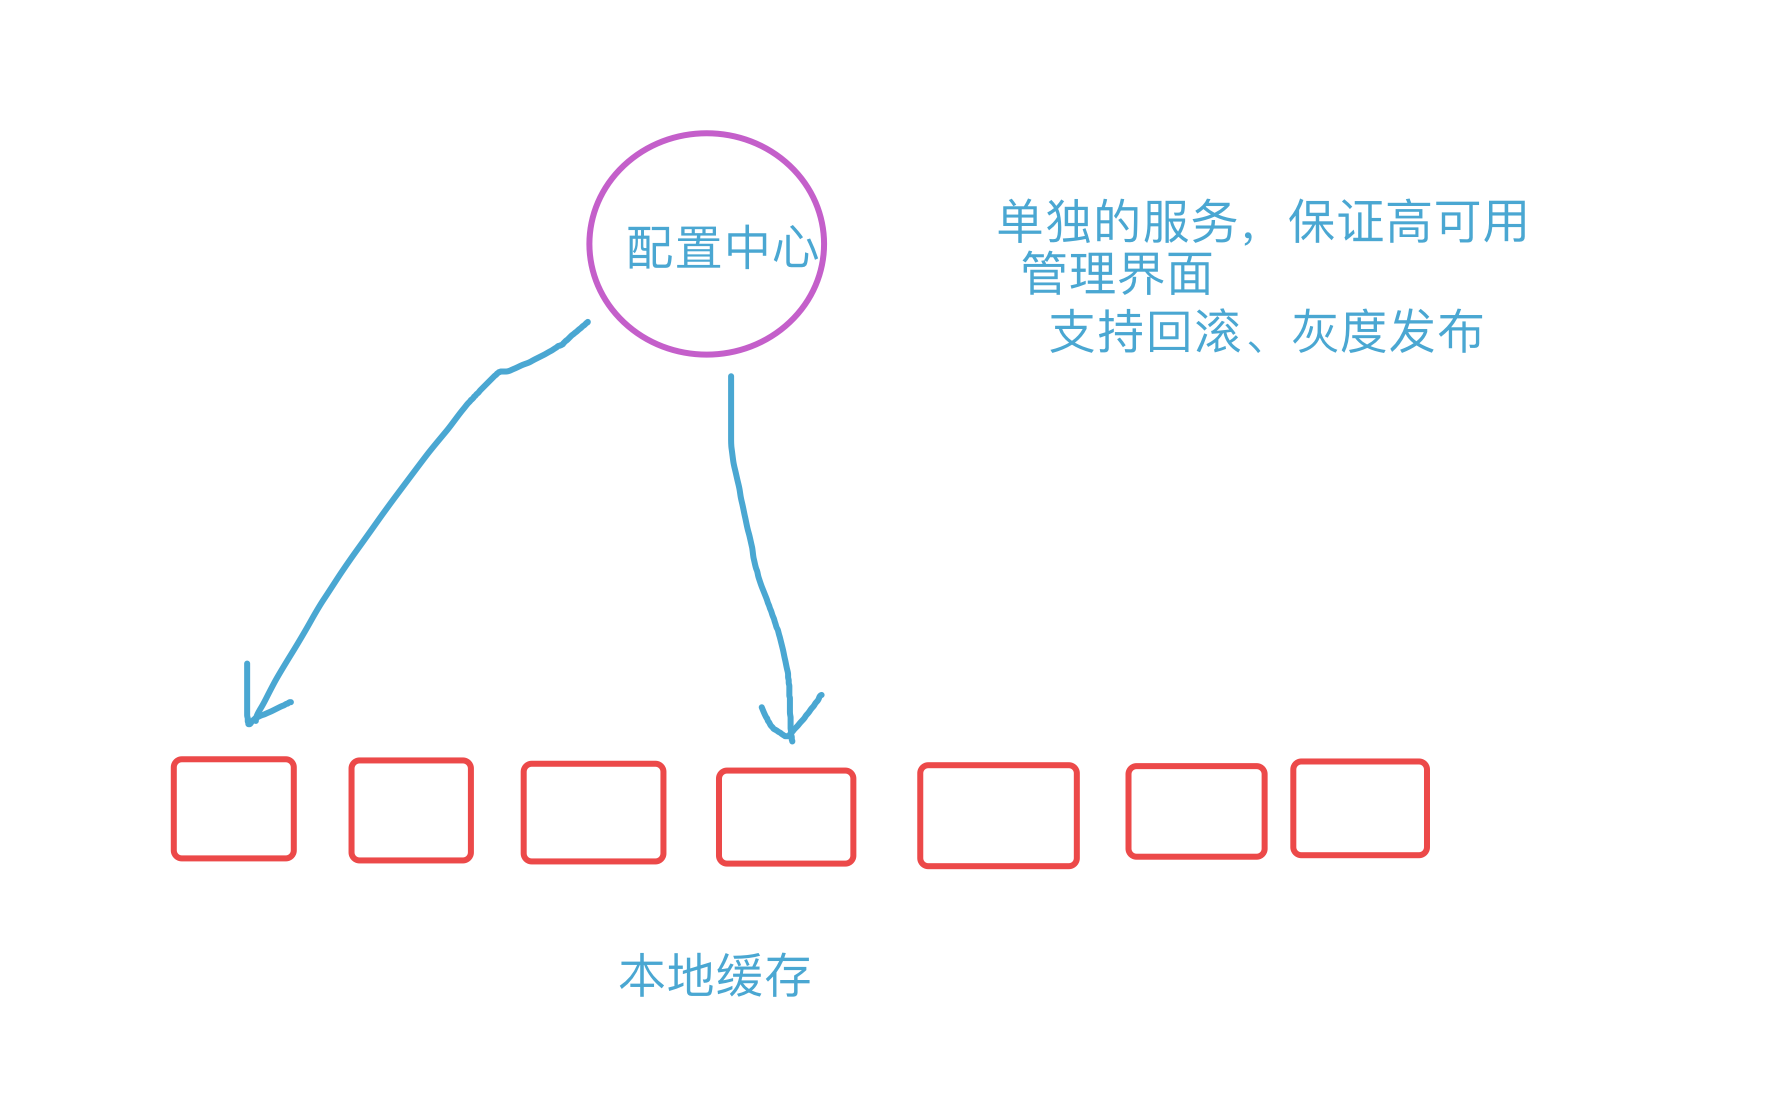 配置中心
单独的服务，保证高可用
管理界面
支持回滚、灰度发布
本地缓存